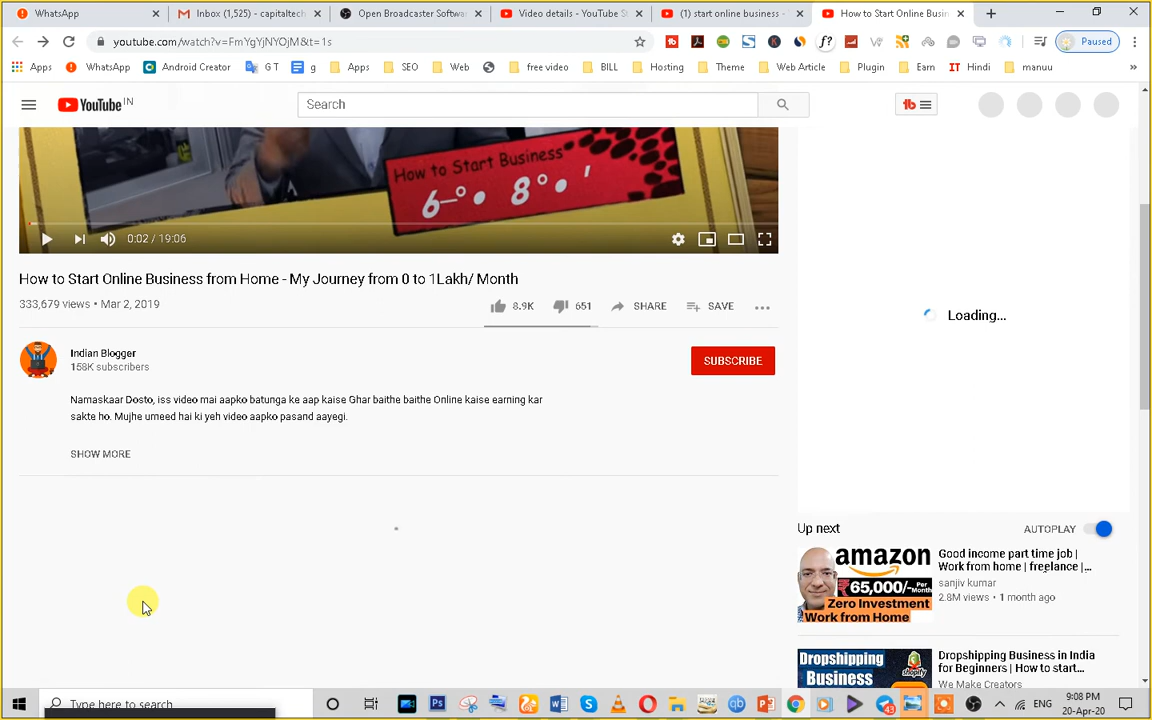 WhatsApp
Inbox (1,525) - capitaltech
Open Broadcaster Softwa
Video details - YouTube S
(1) start online business -
How to Start Online Busin
youtube.com/watch?v=FmYgYjNYOjM&t=1s
Paused
Apps
WhatsApp
Android Creator
G T
g
Apps
SEO
Web
free video
BILL
Hosting
Theme
Web Article
Plugin
Earn
IT Hindi
manuu
YouTube IN
Search
How to Start Business
0:02 / 19:06
How to Start Online Business from Home - My Journey from 0 to 1Lakh/ Month
333,679 views • Mar 2, 2019
8.9K
651
SHARE
SAVE
Indian Blogger
158K subscribers
SUBSCRIBE
Namaskaar Dosto, iss video mai aapko batunga ke aap kaise Ghar baithe baithe Online kaise earning kar
sakte ho. Mujhe umeed hai ki yeh video aapko pasand aayegi.
SHOW MORE
Loading...
Up next
AUTOPLAY
amazon
₹65,000/- Per Month
Zero Investment
Work from Home
Good income part time job |
Work from home | freelance |...
sanjiv kumar
2.8M views • 1 month ago
Dropshipping
Business
shopify
Dropshipping Business in India
for Beginners | How to start...
We Make Creators
Type here to search
43
ENG
9:08 PM
20-Apr-20